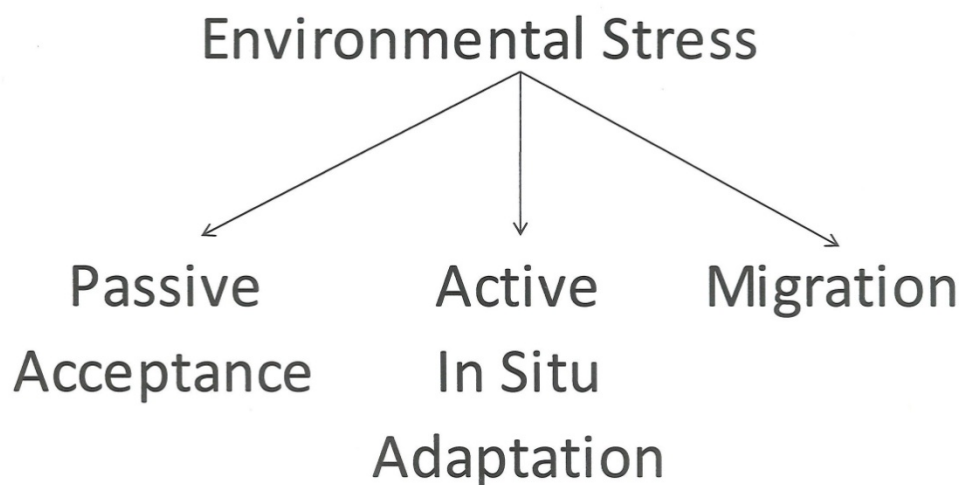 Environmental Stress
Passive
Acceptance
Active
In Situ
Adaptation
Migration